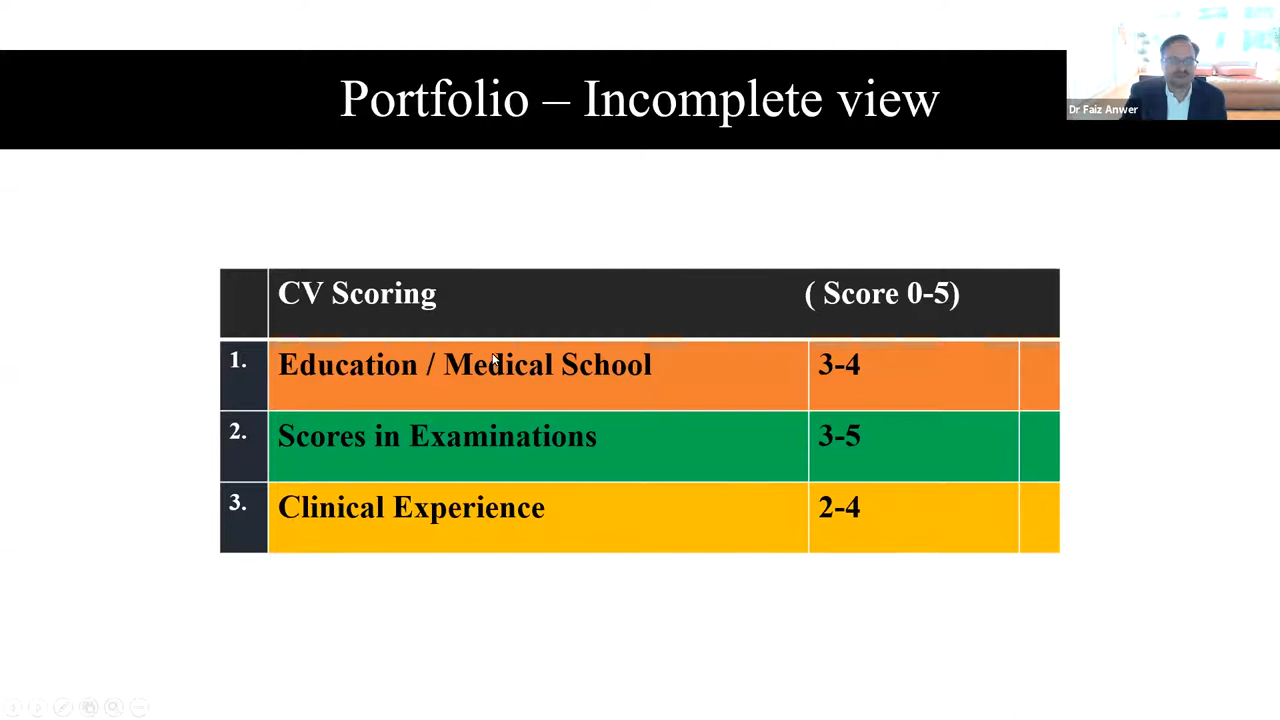 Portfolio – Incomplete view
Dr Faiz Anwer
CV Scoring ( Score 0-5)
1. Education / Medical School 3-4
2. Scores in Examinations 3-5
3. Clinical Experience 2-4